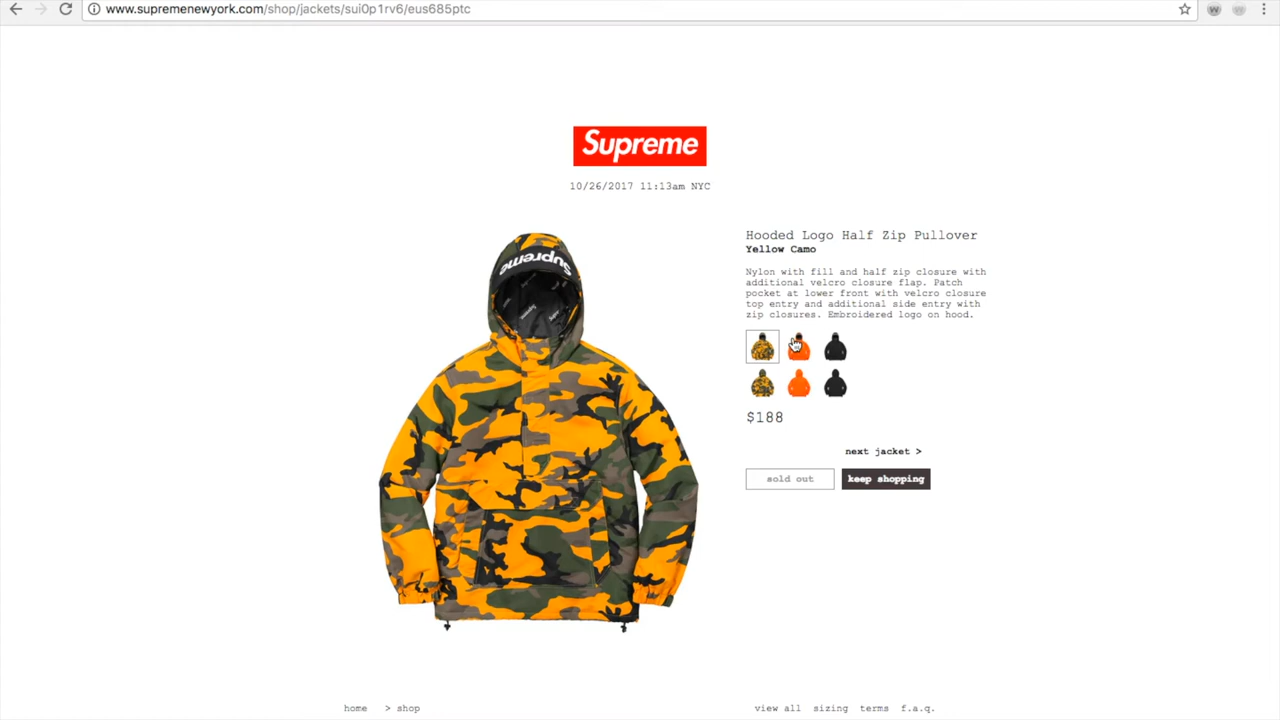 www.supremenewyork.com/shop/jackets/sui0p1rv6/eus685ptc
Supreme
10/26/2017 11:13am NYC
Supreme
Hooded Logo Half Zip Pullover
Yellow Camo
Nylon with fill and half zip closure with
additional velcro closure flap. Patch
pocket at lower front with velcro closure
top entry and additional side entry with
zip closures. Embroidered logo on hood.
$188
next jacket >
sold out
keep shopping
home > shop
view all sizing terms f.a.q.